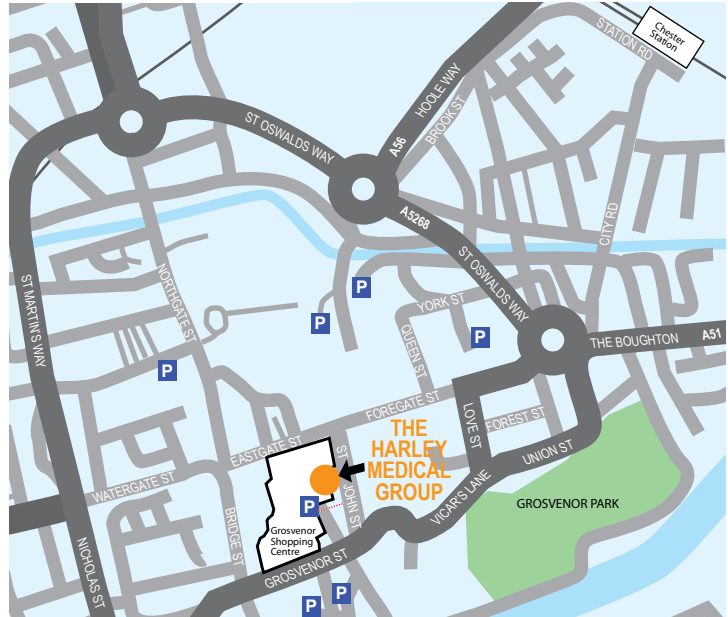 Chester
Station
STATION RD
HOOLE WAY
BROOK ST
A56
ST OSWALDS WAY
A5268
CITY RD
ST OSWALDS WAY
ST MARTIN'S WAY
NORTHGATE ST
P
YORK ST
P
P
QUEEN ST
THE BOUGHTON A51
P
FOREGATE ST
LOVE ST
FOREST ST
EASTGATE ST
THE
HARLEY
MEDICAL
GROUP
UNION ST
WATERGATE ST
ST JOHN ST
VICAR'S LANE
GROSVENOR PARK
P
BRIDGE ST
Grosvenor
Shopping
Centre
NICHOLAS ST
GROSVENOR ST
P
P